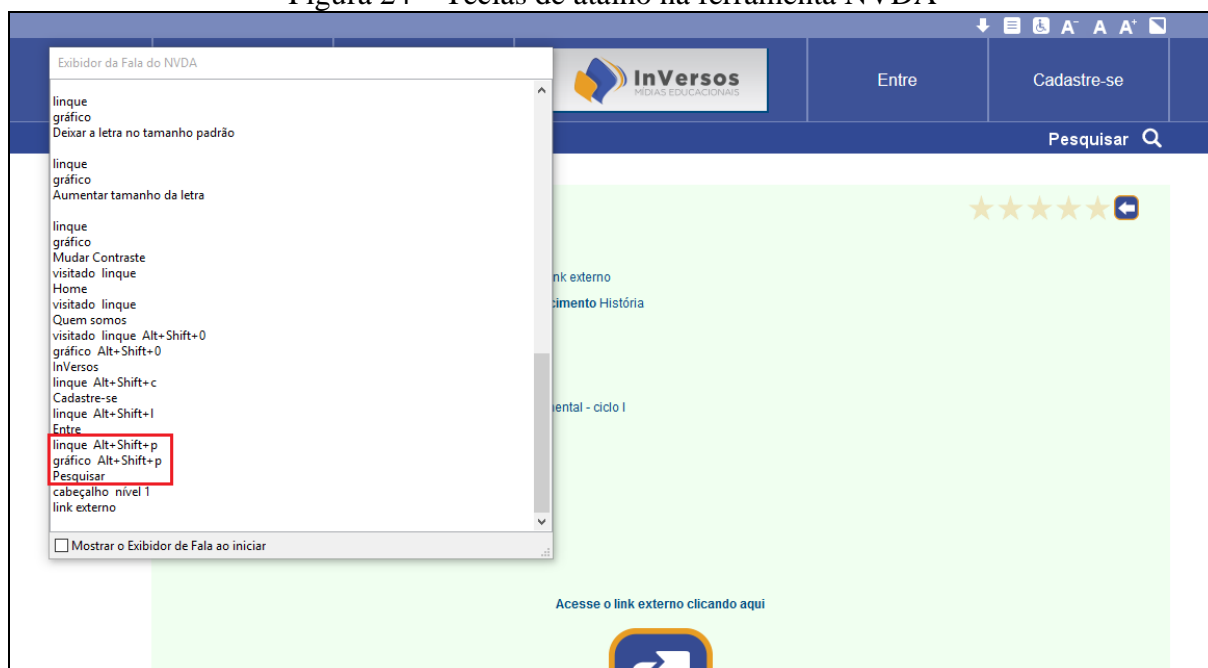 Figura 24 – Teclas de atalho na ferramenta NVDA
A- A A+
Exibidor da Fala do NVDA
InVersos
MÍDIAS EDUCACIONAIS
Entre
Cadastre-se
Pesquisar
linque
gráfico
Deixar a letra no tamanho padrão
linque
gráfico
Aumentar tamanho da letra
linque
gráfico
Mudar Contraste
visitado linque
Home
visitado linque
Quem somos
visitado linque Alt+Shift+0
gráfico Alt+Shift+0
InVersos
linque Alt+Shift+c
Cadastre-se
linque Alt+Shift+l
Entre
linque Alt+Shift+p
gráfico Alt+Shift+p
Pesquisar
cabeçalho nível 1
link externo
Mostrar o Exibidor de Fala ao iniciar
nk externo
cimento História
ental - ciclo I
Acesse o link externo clicando aqui